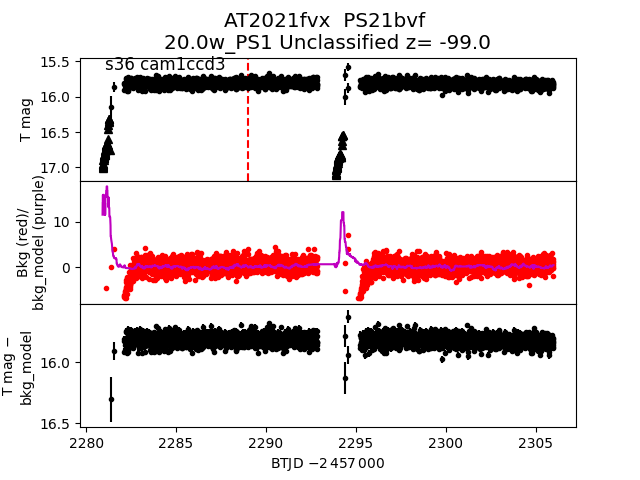 AT2021fvx PS21bvf
20.0w_PS1 Unclassified z= -99.0
s36 cam1ccd3
15.5
16.0
16.5
17.0
T mag
10
0
Bkg (red)/
bkg_model (purple)
16.0
16.5
T mag −
bkg_model
2280 2285 2290 2295 2300 2305
BTJD −2 457 000